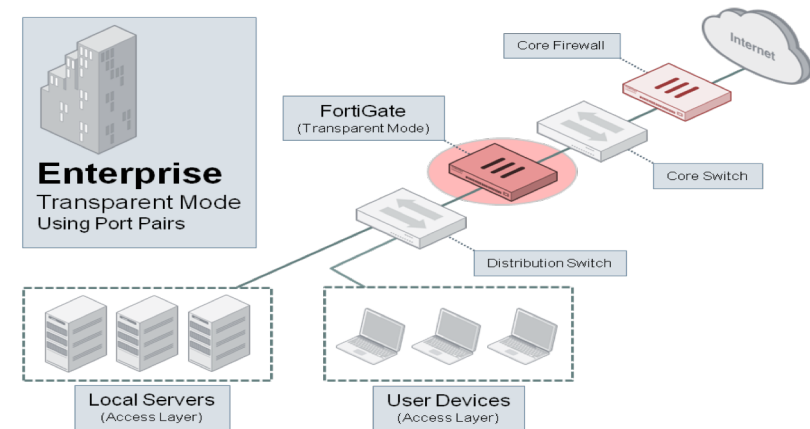 Enterprise
Transparent Mode
Using Port Pairs
FortiGate
(Transparent Mode)
Core Firewall
Internet
Core Switch
Distribution Switch
Local Servers
(Access Layer)
User Devices
(Access Layer)